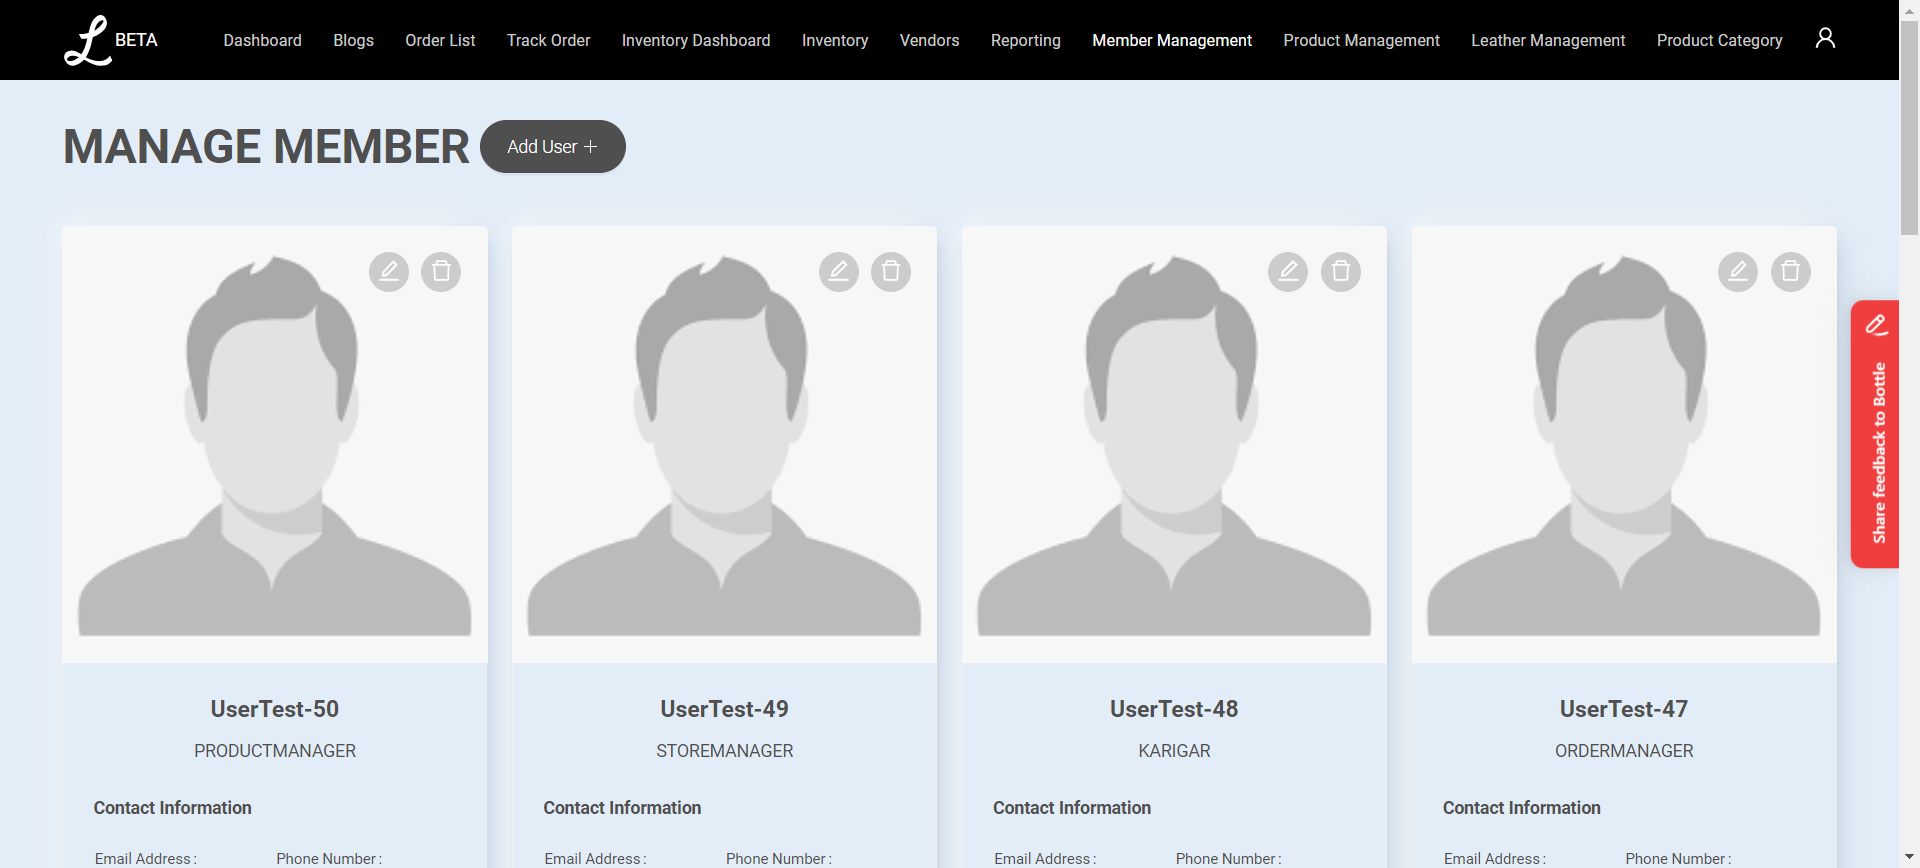 L BETA Dashboard Blogs Order List Track Order Inventory Dashboard Inventory Vendors Reporting Member Management Product Management Leather Management Product Category
MANAGE MEMBER Add User +
Share feedback to Bottle
UserTest-50 UserTest-49 UserTest-48 UserTest-47
PRODUCTMANAGER STOREMANAGER KARIGAR ORDERMANAGER
Contact Information Contact Information Contact Information Contact Information
Email Address : Phone Number : Email Address : Phone Number : Email Address : Phone Number : Email Address : Phone Number :